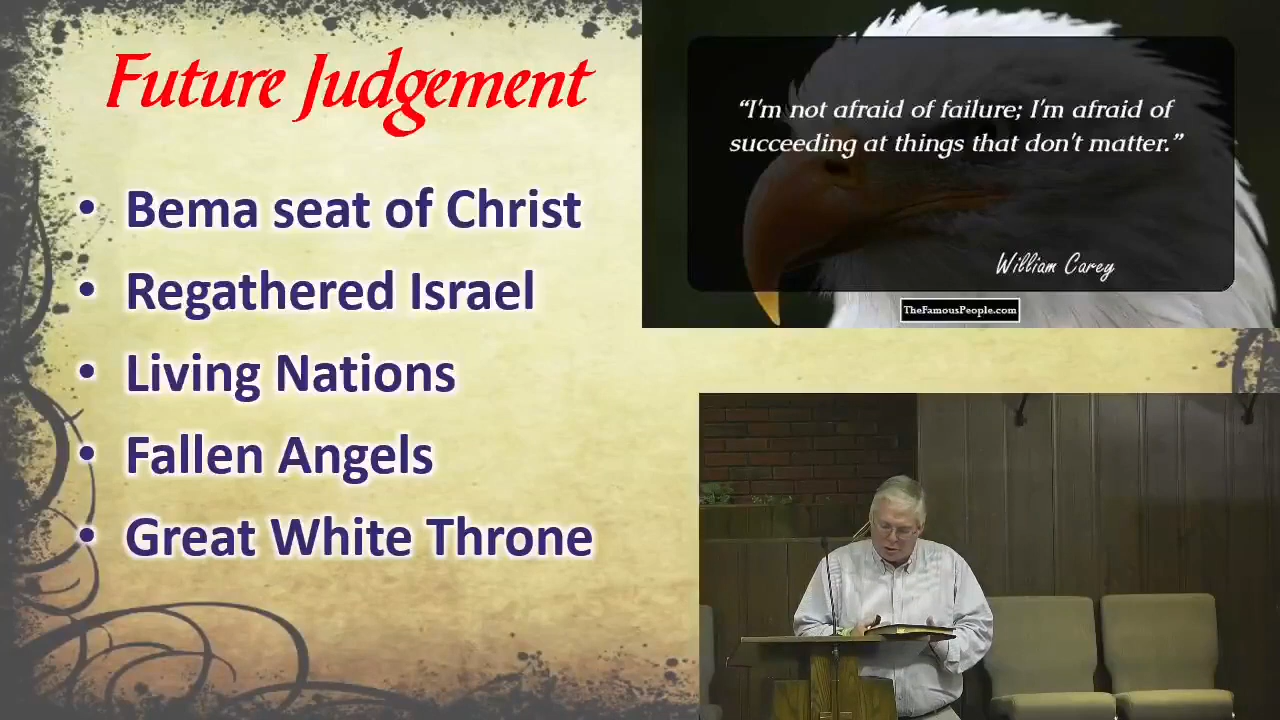 Future Judgement
• Bema seat of Christ
• Regathered Israel
• Living Nations
• Fallen Angels
• Great White Throne
“I'm not afraid of failure; I'm afraid of
succeeding at things that don't matter.”
William Carey
TheFamousPeople.com